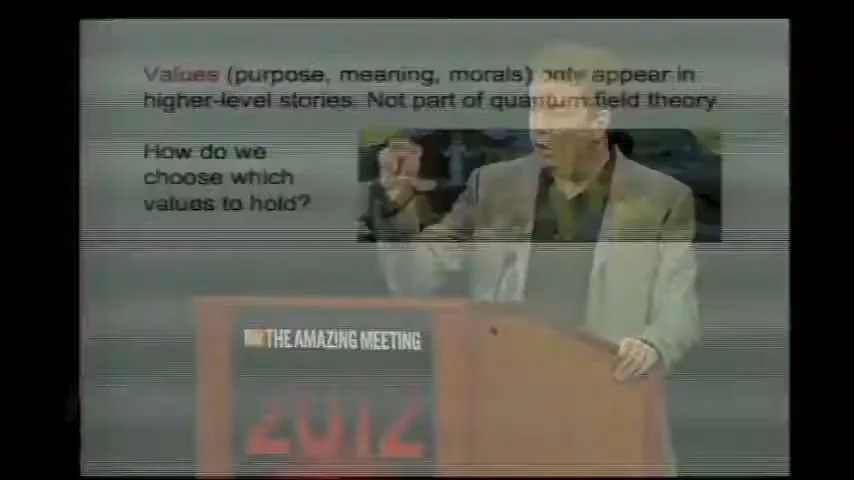 Values (purpose, meaning, morals) only appear in
higher-level stories. Not part of quantum field theory
How do we
choose which
values to hold?
THE AMAZING MEETING
2012